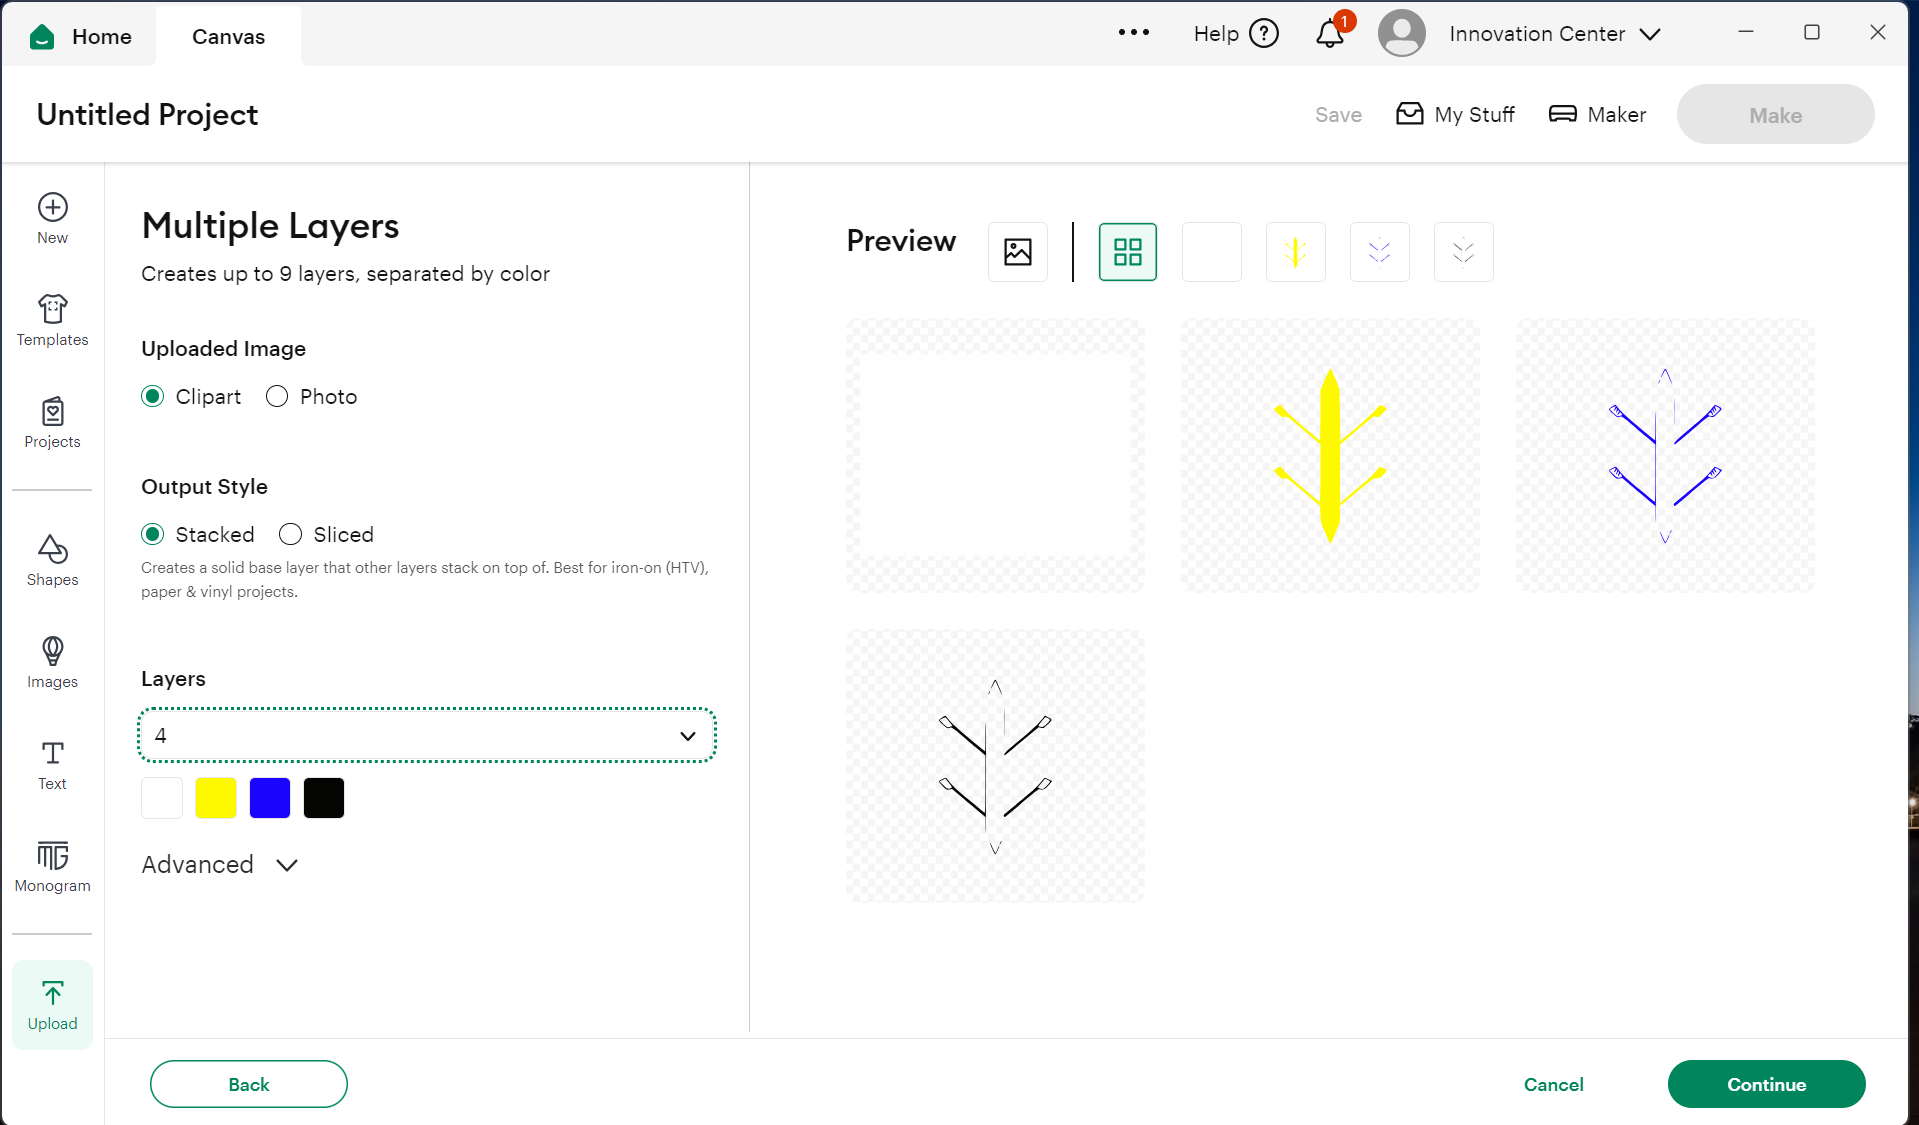 Home
Canvas
Help
1
Innovation Center
Untitled Project
Save
My Stuff
Maker
Make
New
Templates
Projects
Shapes
Images
Text
Monogram
Upload
Multiple Layers
Creates up to 9 layers, separated by color
Uploaded Image
Clipart
Photo
Output Style
Stacked
Sliced
Creates a solid base layer that other layers stack on top of. Best for iron-on (HTV),
paper & vinyl projects.
Layers
4
Advanced
Preview
Back
Cancel
Continue